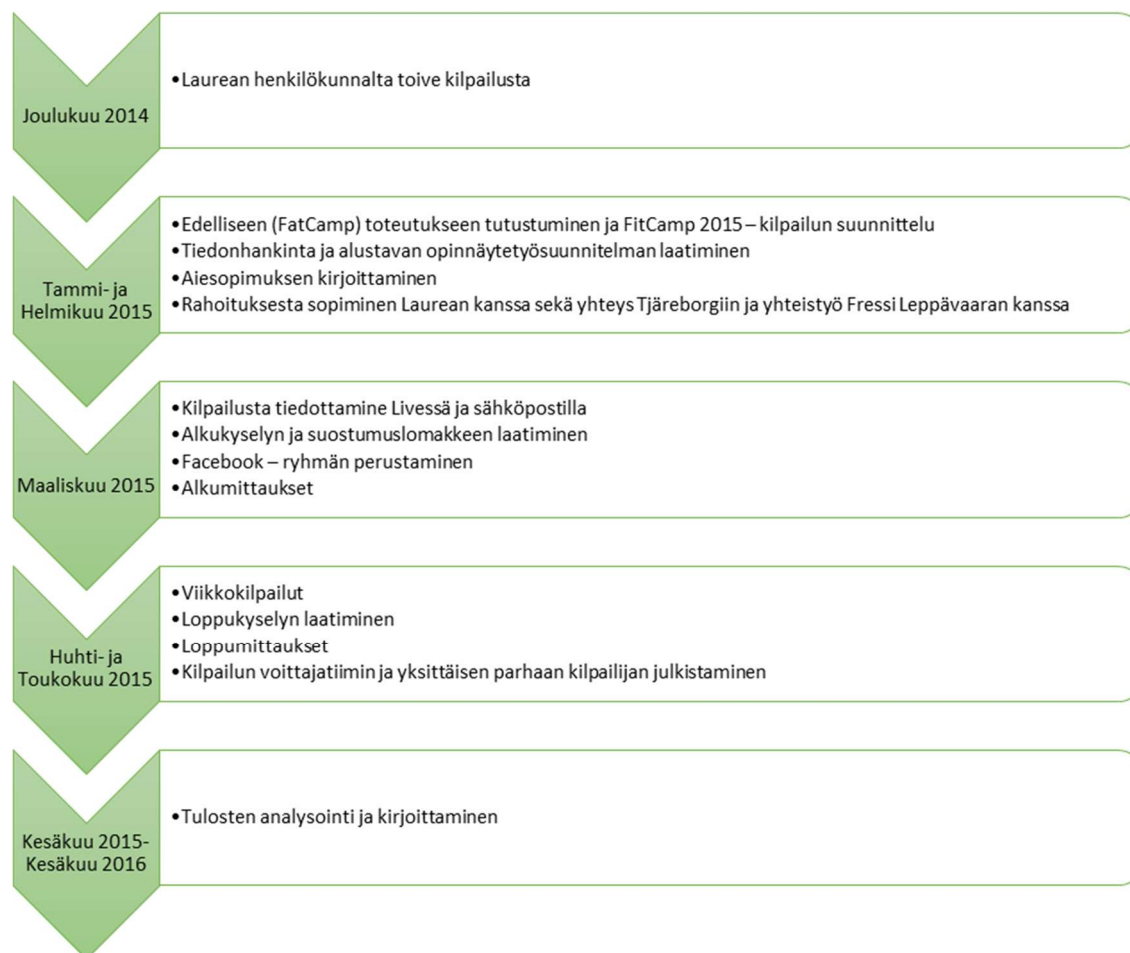 Joulukuu 2014
•Laurean henkilökunnalta toive kilpailusta
Tammi- ja
Helmikuu 2015
•Edelliseen (FatCamp) toteutukseen tutustuminen ja FitCamp 2015 – kilpailun suunnittelu
•Tiedonhankinta ja alustavan opinnäytetyösuunnitelman laatiminen
•Aiesopimuksen kirjoittaminen
•Rahoituksesta sopiminen Laurean kanssa sekä yhteys Tjäreborgiin ja yhteistyö Fressi Leppävaaran kanssa
Maaliskuu 2015
•Kilpailusta tiedottamine Livessä ja sähköpostilla
•Alkukyselyn ja suostumuslomakkeen laatiminen
•Facebook – ryhmän perustaminen
•Alkumittaukset
Huhti- ja
Toukokuu 2015
•Viikkokilpailut
•Loppukyselyn laatiminen
•Loppumittaukset
•Kilpailun voittajatiimin ja yksittäisen parhaan kilpailijan julkistaminen
Kesäkuu 2015-
Kesäkuu 2016
•Tulosten analysointi ja kirjoittaminen